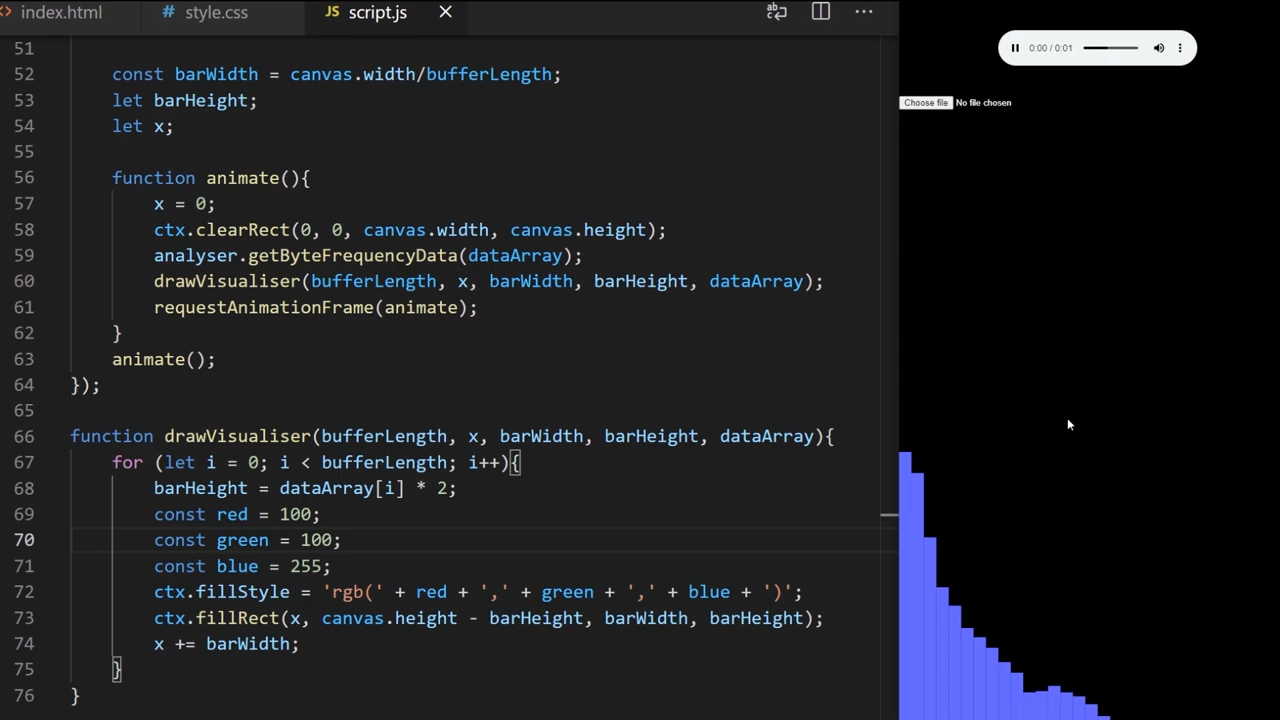 <> index.html # style.css JS script.js
51
52 const barWidth = canvas.width/bufferLength;
53 let barHeight;
54 let x;
55
56 function animate(){
57 x = 0;
58 ctx.clearRect(0, 0, canvas.width, canvas.height);
59 analyser.getByteFrequencyData(dataArray);
60 drawVisualiser(bufferLength, x, barWidth, barHeight, dataArray);
61 requestAnimationFrame(animate);
62 }
63 animate();
64 });
65
66 function drawVisualiser(bufferLength, x, barWidth, barHeight, dataArray){
67 for (let i = 0; i < bufferLength; i++){
68 barHeight = dataArray[i] * 2;
69 const red = 100;
70 const green = 100;
71 const blue = 255;
72 ctx.fillStyle = 'rgb(' + red + ',' + green + ',' + blue + ')';
73 ctx.fillRect(x, canvas.height - barHeight, barWidth, barHeight);
74 x += barWidth;
75 }
76 }
0:00 / 0:01
Choose file No file chosen